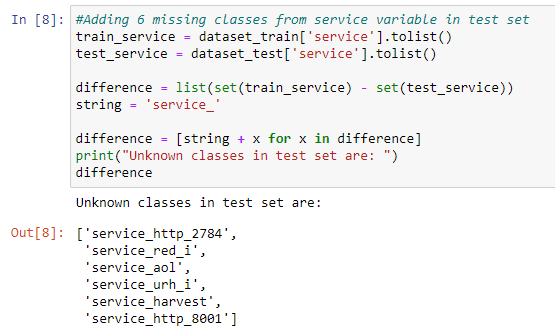 In [8]: #Adding 6 missing classes from service variable in test set
train_service = dataset_train['service'].tolist()
test_service = dataset_test['service'].tolist()
difference = list(set(train_service) - set(test_service))
string = 'service_'
difference = [string + x for x in difference]
print("Unknown classes in test set are: ")
difference
Unknown classes in test set are:
Out[8]: ['service_http_2784',
'service_red_i',
'service_aol',
'service_urh_i',
'service_harvest',
'service_http_8001']